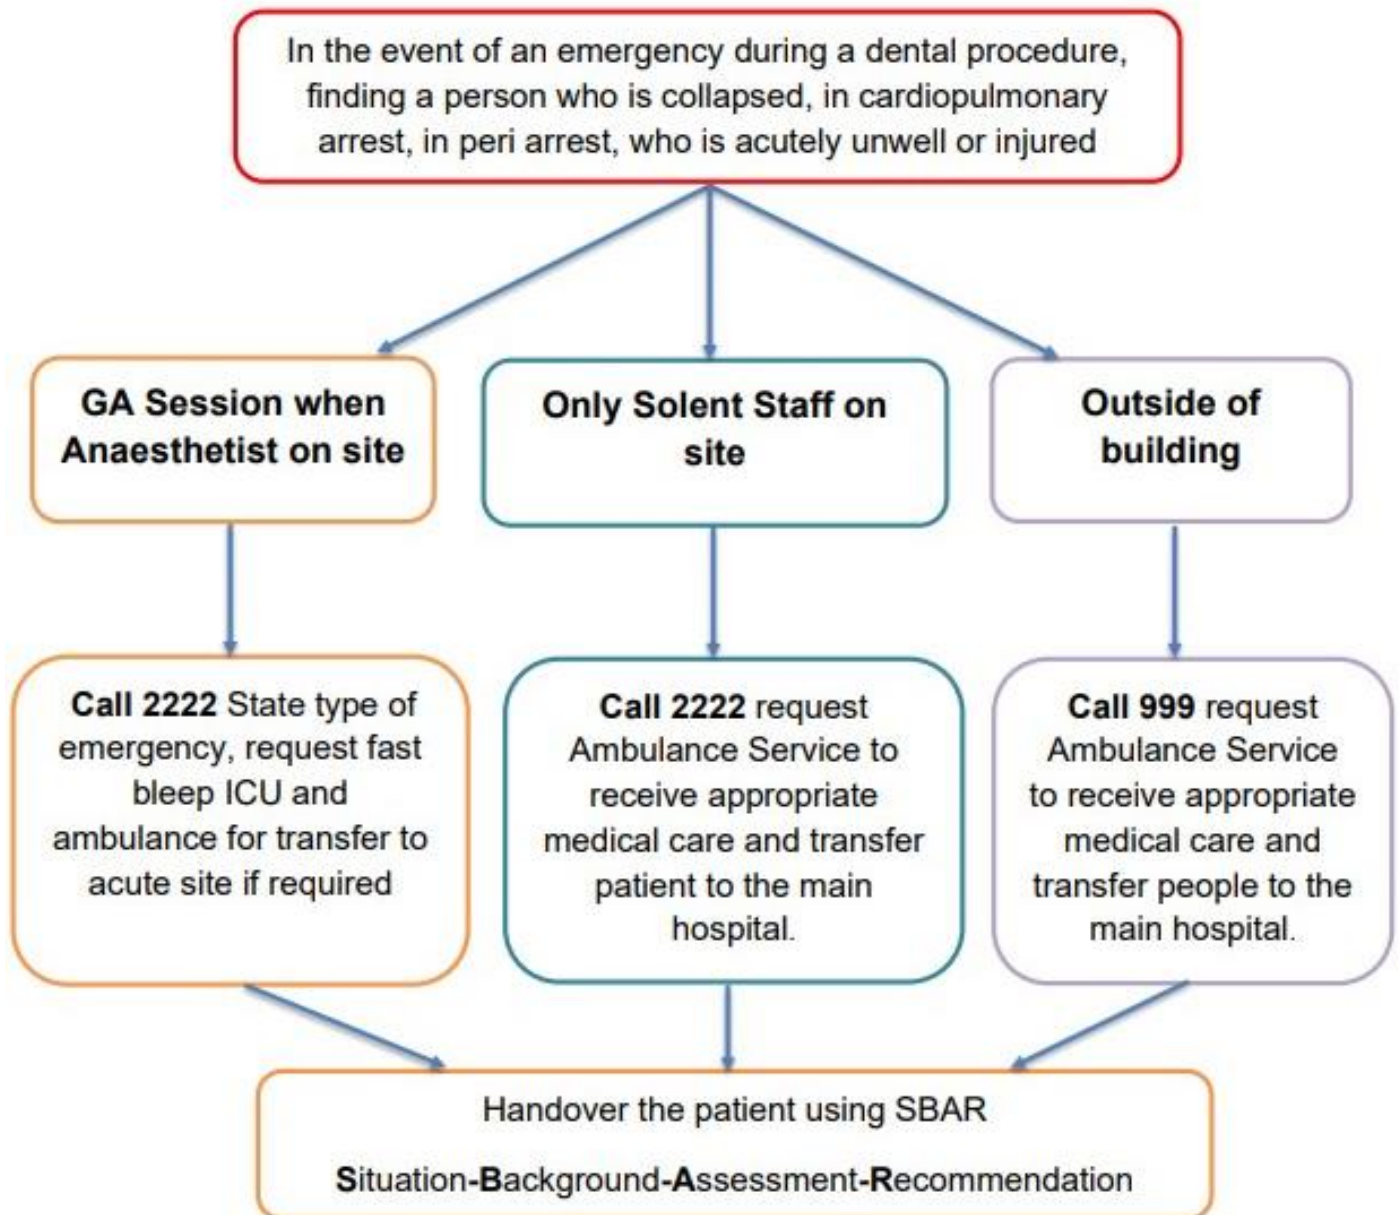 In the event of an emergency during a dental procedure,
finding a person who is collapsed, in cardiopulmonary
arrest, in peri arrest, who is acutely unwell or injured
GA Session when
Anaesthetist on site
Only Solent Staff on
site
Outside of
building
Call 2222 State type of
emergency, request fast
bleep ICU and
ambulance for transfer to
acute site if required
Call 2222 request
Ambulance Service to
receive appropriate
medical care and transfer
patient to the main
hospital.
Call 999 request
Ambulance Service
to receive appropriate
medical care and
transfer people to the
main hospital.
Handover the patient using SBAR
Situation-Background-Assessment-Recommendation